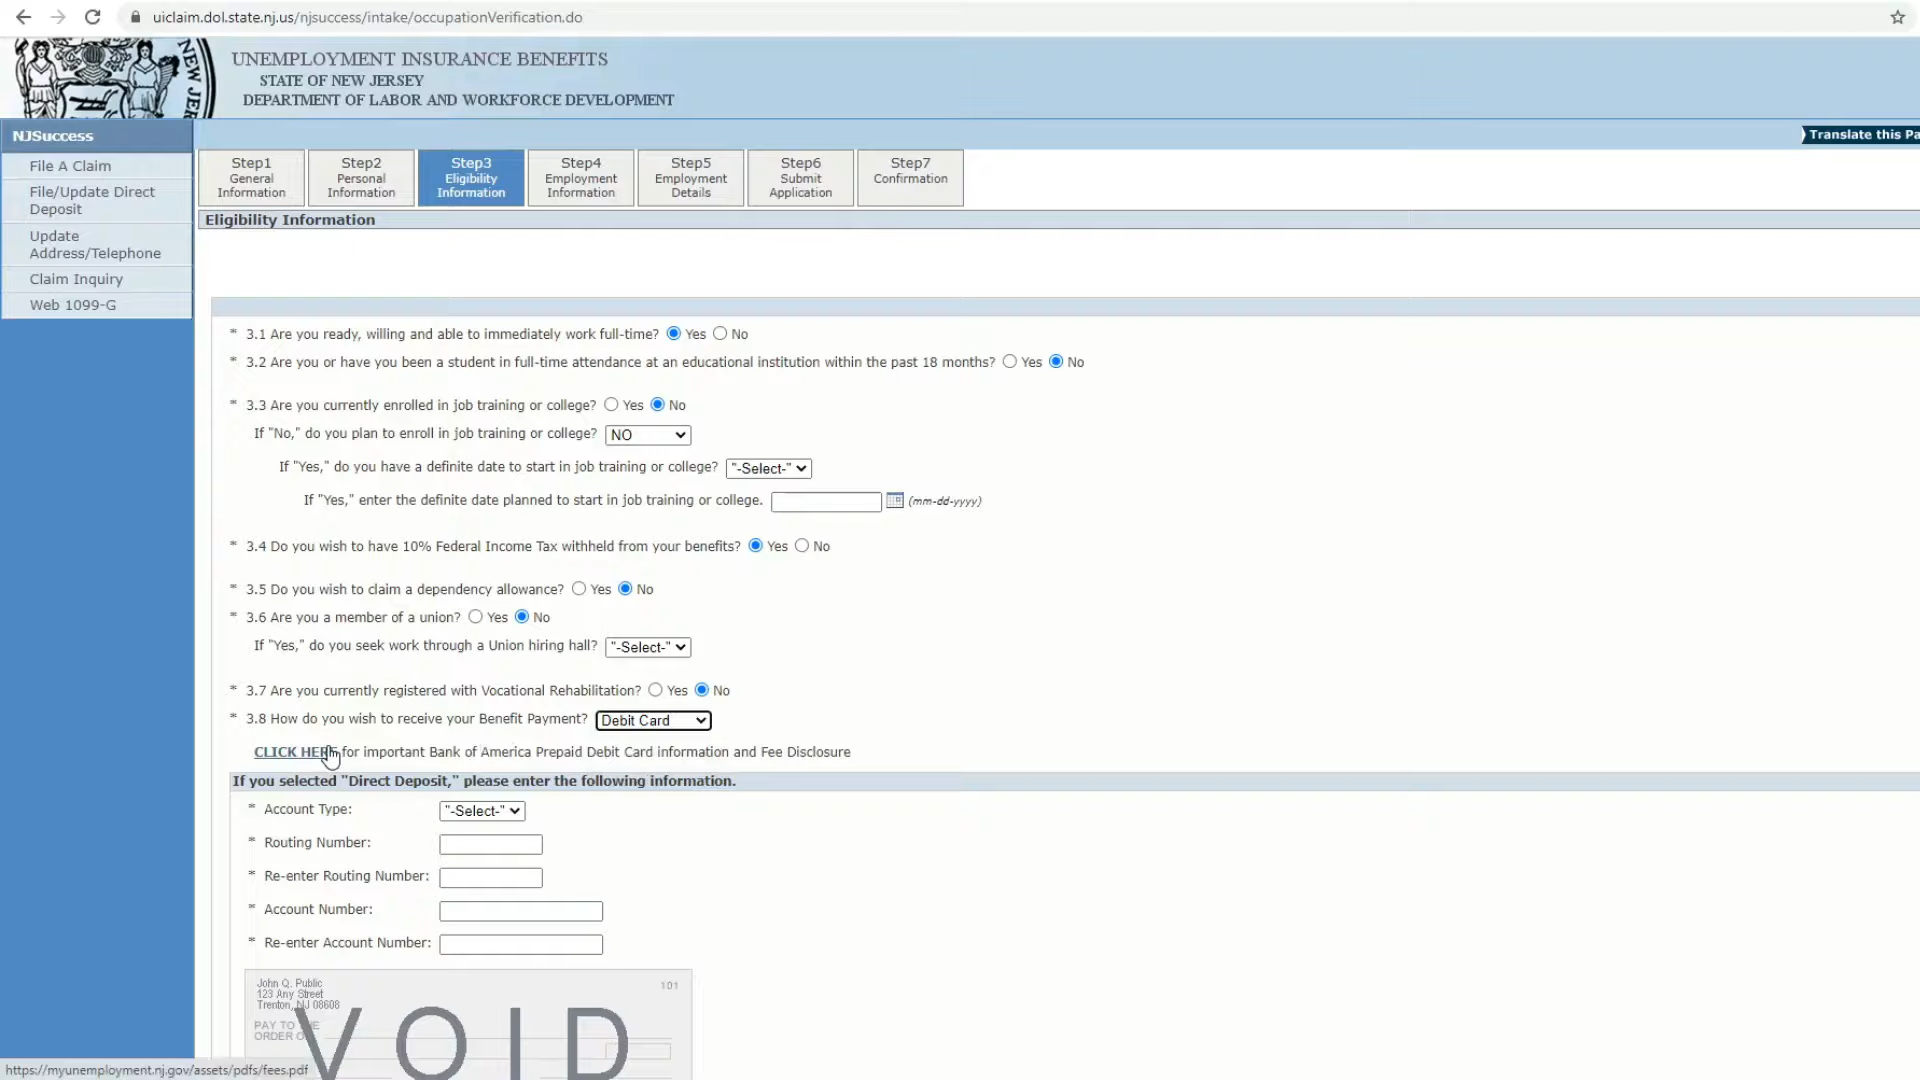 uiclaim.dol.state.nj.us/njsuccess/intake/occupationVerification.do
UNEMPLOYMENT INSURANCE BENEFITS
STATE OF NEW JERSEY
DEPARTMENT OF LABOR AND WORKFORCE DEVELOPMENT
NEW JER
NJSuccess
Translate this Pa
File A Claim
File/Update Direct
Deposit
Update
Address/Telephone
Claim Inquiry
Web 1099-G
Step1
General
Information
Step2
Personal
Information
Step3
Eligibility
Information
Step4
Employment
Information
Step5
Employment
Details
Step6
Submit
Application
Step7
Confirmation
Eligibility Information
* 3.1 Are you ready, willing and able to immediately work full-time? Yes No
* 3.2 Are you or have you been a student in full-time attendance at an educational institution within the past 18 months? Yes No
* 3.3 Are you currently enrolled in job training or college? Yes No
If "No," do you plan to enroll in job training or college? NO
If "Yes," do you have a definite date to start in job training or college? "-Select-"
If "Yes," enter the definite date planned to start in job training or college. (mm-dd-yyyy)
* 3.4 Do you wish to have 10% Federal Income Tax withheld from your benefits? Yes No
* 3.5 Do you wish to claim a dependency allowance? Yes No
* 3.6 Are you a member of a union? Yes No
If "Yes," do you seek work through a Union hiring hall? "-Select-"
* 3.7 Are you currently registered with Vocational Rehabilitation? Yes No
* 3.8 How do you wish to receive your Benefit Payment? Debit Card
CLICK HERE for important Bank of America Prepaid Debit Card information and Fee Disclosure
If you selected "Direct Deposit," please enter the following information.
* Account Type: "-Select-"
* Routing Number:
* Re-enter Routing Number:
* Account Number:
* Re-enter Account Number:
John Q. Public
123 Any Street
Trenton, NJ 08608
101
PAY TO THE
ORDER OF
VOID
https://myunemployment.nj.gov/assets/pdfs/fees.pdf